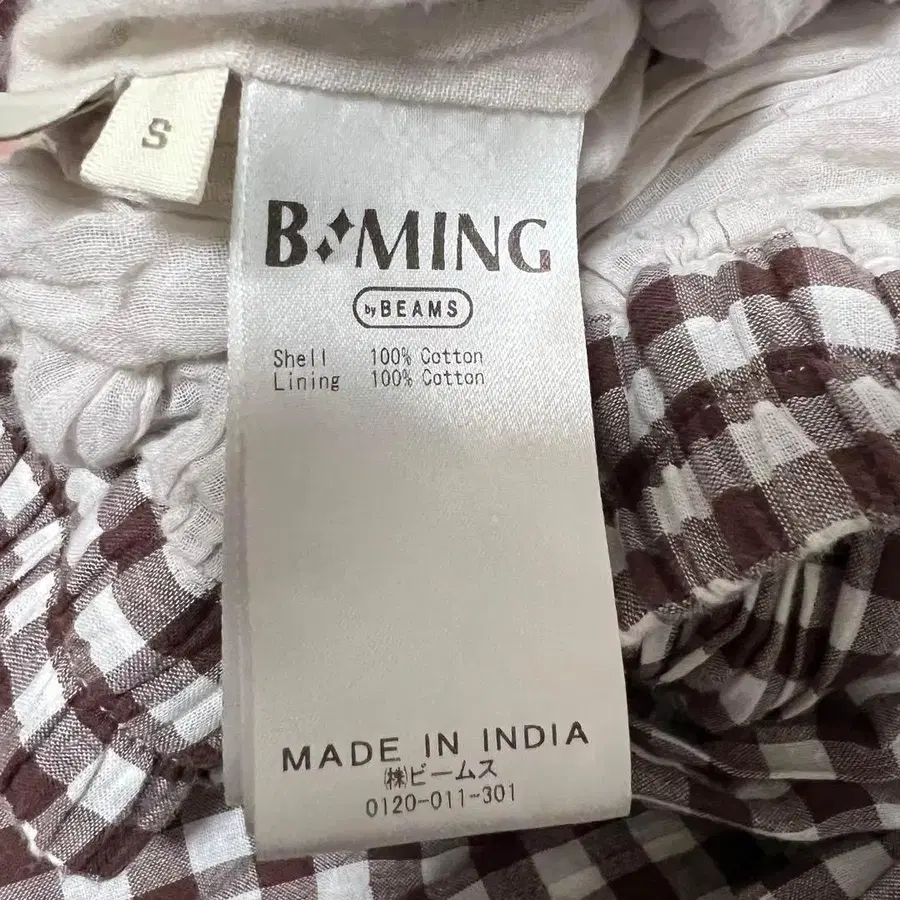 S
B MING
by BEAMS
Shell 100% Cotton
Lining 100% Cotton
MADE IN INDIA
㈱ビームス
0120-011-301